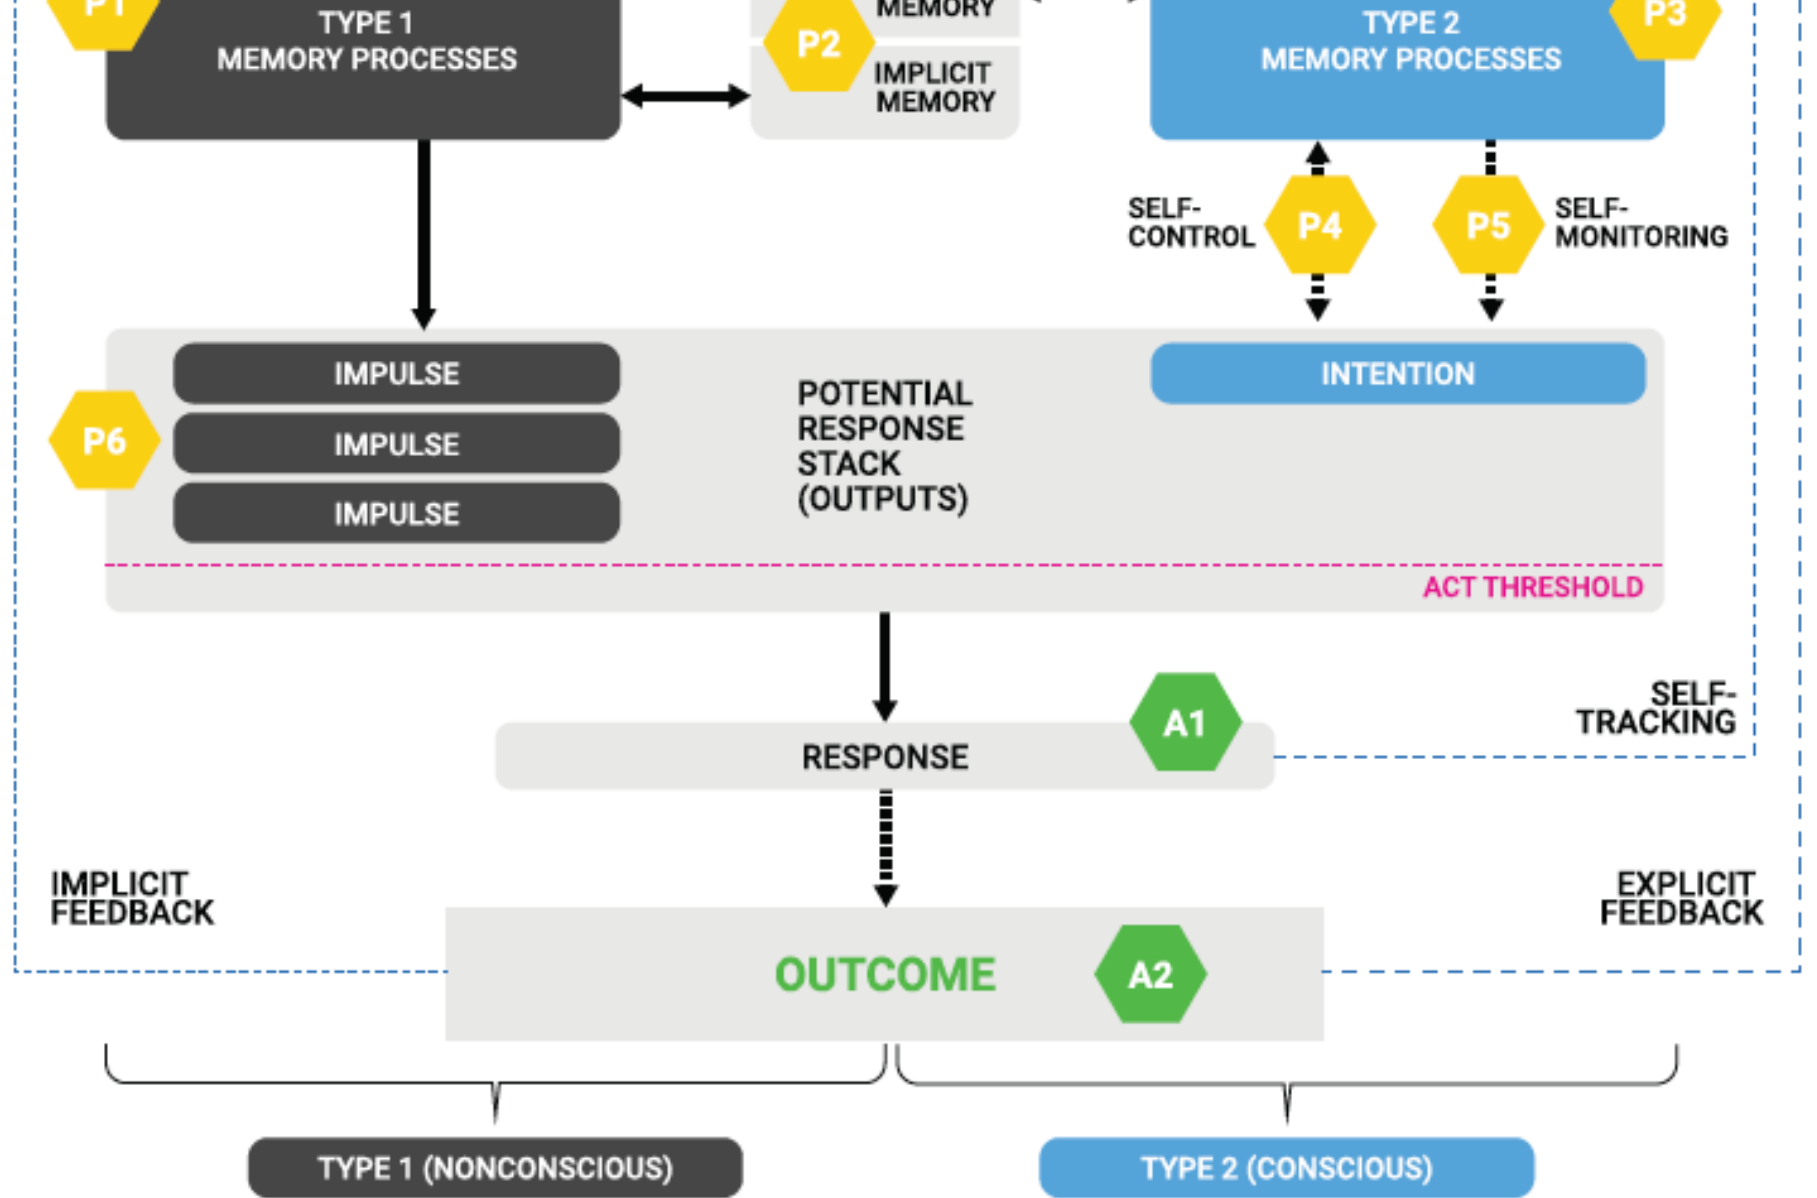 P1
TYPE 1
MEMORY PROCESSES
P2
MEMORY
IMPLICIT
MEMORY
TYPE 2
MEMORY PROCESSES
P3
SELF-
CONTROL
P4
P5
SELF-
MONITORING
P6
IMPULSE
IMPULSE
IMPULSE
POTENTIAL
RESPONSE
STACK
(OUTPUTS)
INTENTION
ACT THRESHOLD
A1
RESPONSE
SELF-
TRACKING
IMPLICIT
FEEDBACK
EXPLICIT
FEEDBACK
OUTCOME
A2
TYPE 1 (NONCONSCIOUS)
TYPE 2 (CONSCIOUS)